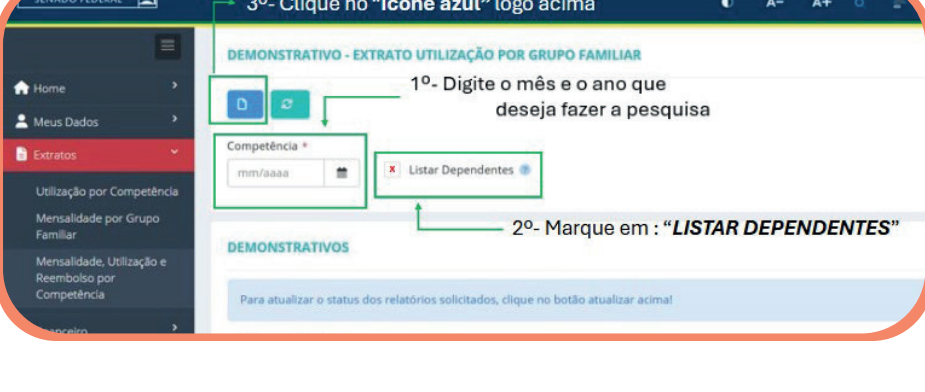 SENADO FEDERAL
3º- Clique no "ícone azul" logo acima
A- A+
DEMONSTRATIVO - EXTRATO UTILIZAÇÃO POR GRUPO FAMILIAR
1º- Digite o mês e o ano que
deseja fazer a pesquisa
Home
Meus Dados
Extratos
Utilização por Competência
Mensalidade por Grupo
Familiar
Mensalidade, Utilização e
Reembolso por
Competência
Financeiro
Competência *
mm/aaaa
x Listar Dependentes
2º- Marque em : "LISTAR DEPENDENTES"
DEMONSTRATIVOS
Para atualizar o status dos relatórios solicitados, clique no botão atualizar acima!